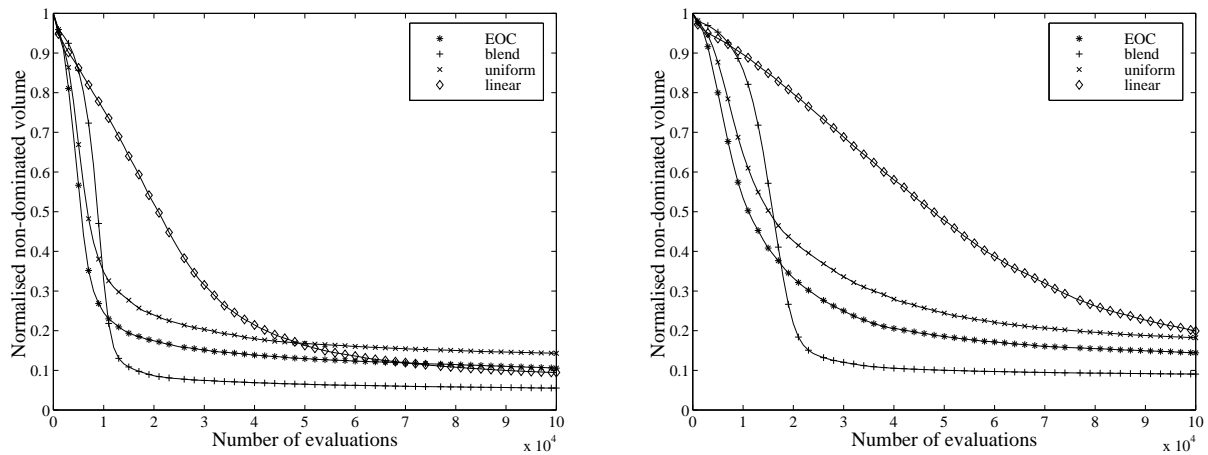 1
0.9
0.8
0.7
0.6
0.5
0.4
0.3
0.2
0.1
0
Normalised non-dominated volume
EOC
blend
uniform
linear
0 1 2 3 4 5 6 7 8 9 10
Number of evaluations
x 10^4
1
0.9
0.8
0.7
0.6
0.5
0.4
0.3
0.2
0.1
0
Normalised non-dominated volume
EOC
blend
uniform
linear
0 1 2 3 4 5 6 7 8 9 10
Number of evaluations
x 10^4